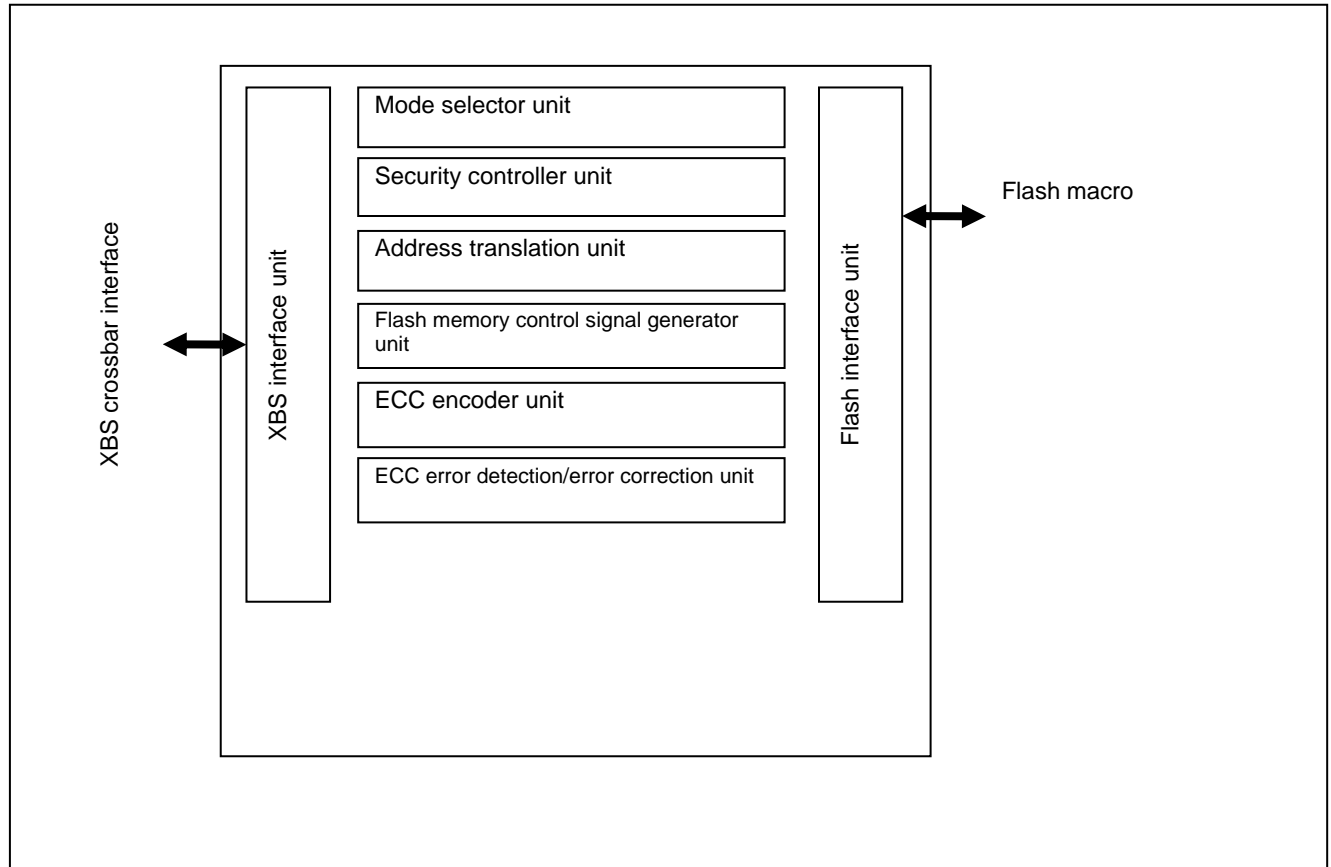 XBS crossbar interface
XBS interface unit
Mode selector unit
Security controller unit
Address translation unit
Flash memory control signal generator
unit
ECC encoder unit
ECC error detection/error correction unit
Flash interface unit
Flash macro